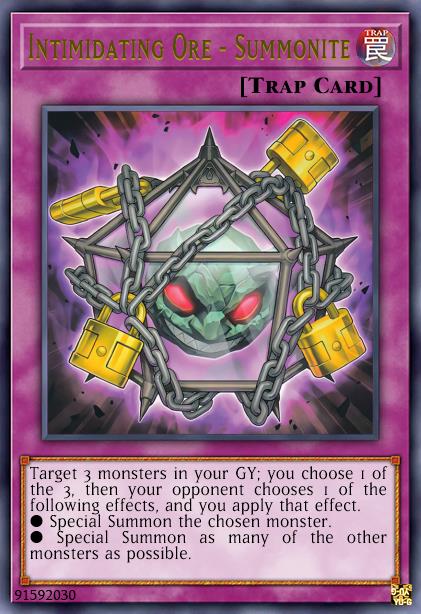 Intimidating Ore - Summonite
TRAP
罠
[Trap Card]
Target 3 monsters in your GY; you choose 1 of
the 3, then your opponent chooses 1 of the
following effects, and you apply that effect.
● Special Summon the chosen monster.
● Special Summon as many of the other
monsters as possible.
91592030